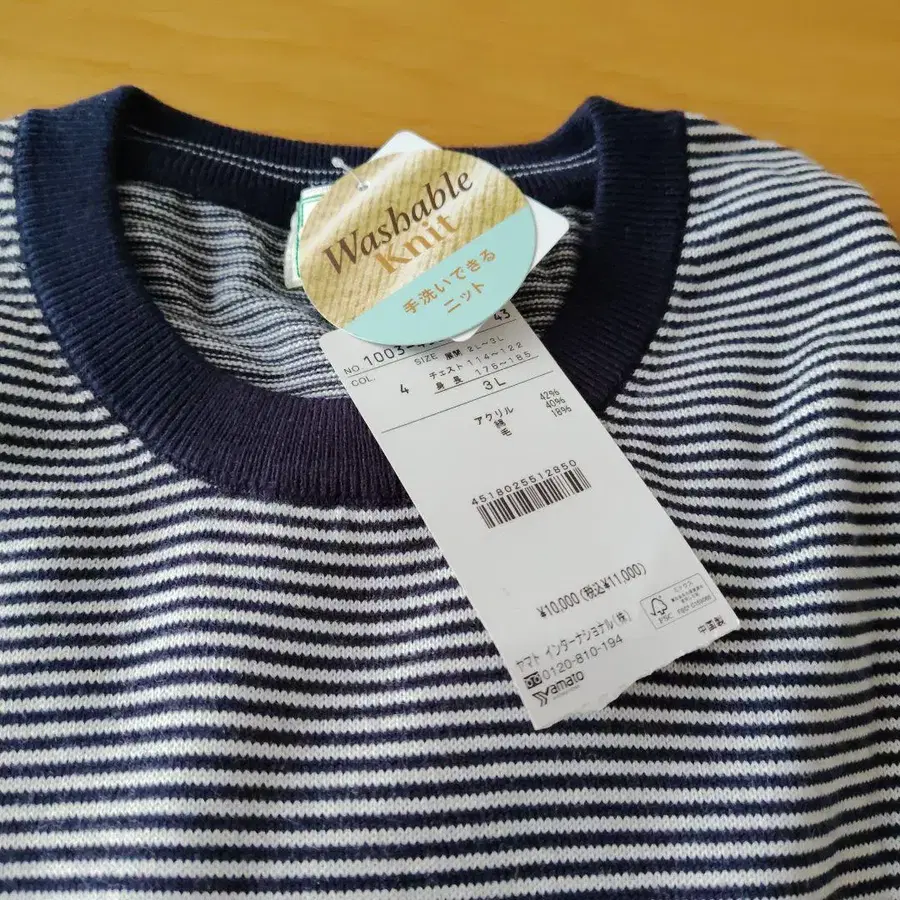 Washable
Knit
手洗いできる
ニット
NO. 1003-
43
COL. 4
SIZE 展開 2L~3L
チェスト 114~122
身長 175~185
3L
アクリル 42%
綿 40%
毛 18%
4518025512850
¥10,000 (税込¥11,000)
ヤマト インターナショナル(株)
0120-810-194
Yamato
FSC
中国製